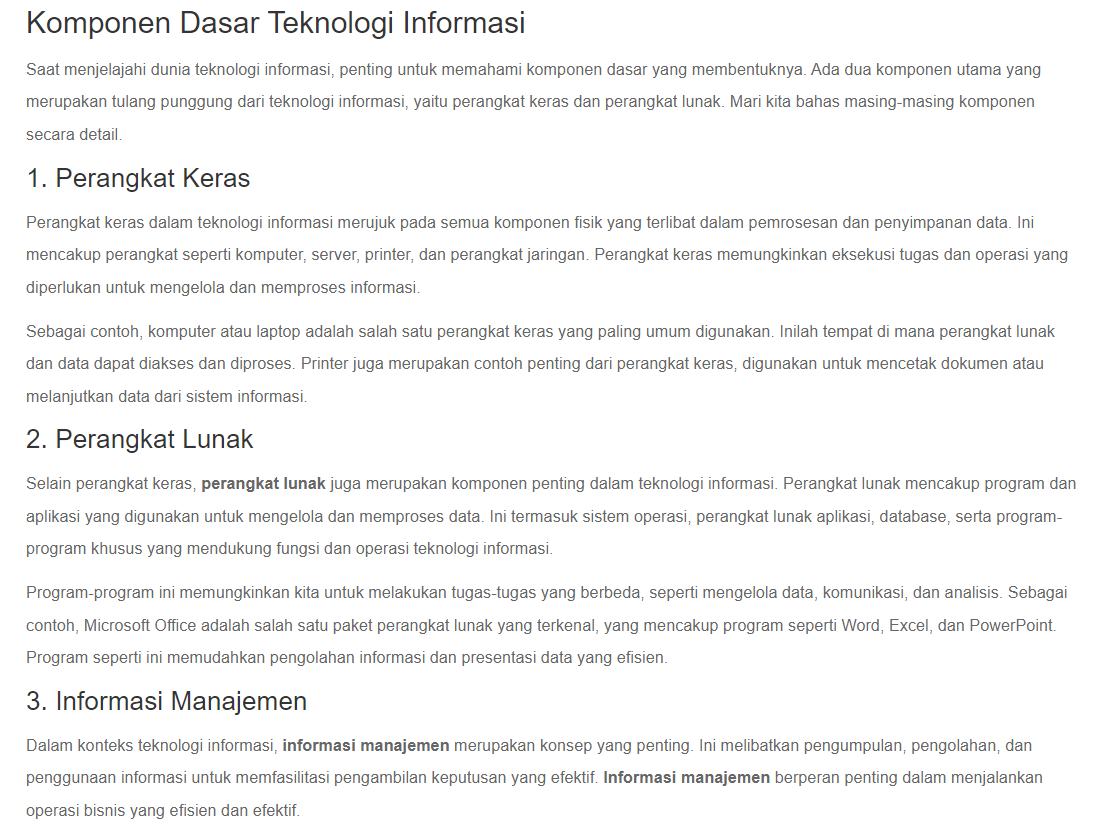 Komponen Dasar Teknologi Informasi
Saat menjelajahi dunia teknologi informasi, penting untuk memahami komponen dasar yang membentuknya. Ada dua komponen utama yang
merupakan tulang punggung dari teknologi informasi, yaitu perangkat keras dan perangkat lunak. Mari kita bahas masing-masing komponen
secara detail.
1. Perangkat Keras
Perangkat keras dalam teknologi informasi merujuk pada semua komponen fisik yang terlibat dalam pemrosesan dan penyimpanan data. Ini
mencakup perangkat seperti komputer, server, printer, dan perangkat jaringan. Perangkat keras memungkinkan eksekusi tugas dan operasi yang
diperlukan untuk mengelola dan memproses informasi.
Sebagai contoh, komputer atau laptop adalah salah satu perangkat keras yang paling umum digunakan. Inilah tempat di mana perangkat lunak
dan data dapat diakses dan diproses. Printer juga merupakan contoh penting dari perangkat keras, digunakan untuk mencetak dokumen atau
melanjutkan data dari sistem informasi.
2. Perangkat Lunak
Selain perangkat keras, perangkat lunak juga merupakan komponen penting dalam teknologi informasi. Perangkat lunak mencakup program dan
aplikasi yang digunakan untuk mengelola dan memproses data. Ini termasuk sistem operasi, perangkat lunak aplikasi, database, serta program-
program khusus yang mendukung fungsi dan operasi teknologi informasi.
Program-program ini memungkinkan kita untuk melakukan tugas-tugas yang berbeda, seperti mengelola data, komunikasi, dan analisis. Sebagai
contoh, Microsoft Office adalah salah satu paket perangkat lunak yang terkenal, yang mencakup program seperti Word, Excel, dan PowerPoint.
Program seperti ini memudahkan pengolahan informasi dan presentasi data yang efisien.
3. Informasi Manajemen
Dalam konteks teknologi informasi, informasi manajemen merupakan konsep yang penting. Ini melibatkan pengumpulan, pengolahan, dan
penggunaan informasi untuk memfasilitasi pengambilan keputusan yang efektif. Informasi manajemen berperan penting dalam menjalankan
operasi bisnis yang efisien dan efektif.